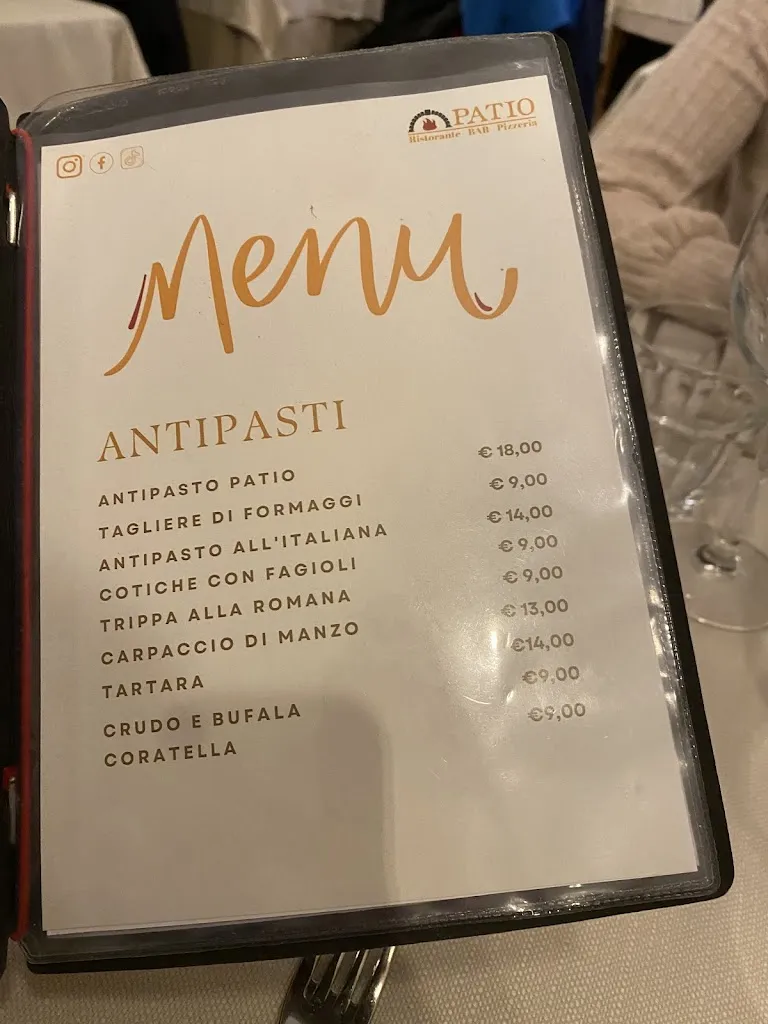 PATIO
Ristorante BAR Pizzeria
Menu
ANTIPASTI
ANTIPASTO PATIO € 18,00
TAGLIERE DI FORMAGGI € 9,00
ANTIPASTO ALL'ITALIANA € 14,00
COTICHE CON FAGIOLI € 9,00
TRIPPA ALLA ROMANA € 9,00
CARPACCIO DI MANZO € 13,00
TARTARA €14,00
CRUDO E BUFALA €9,00
CORATELLA €9,00